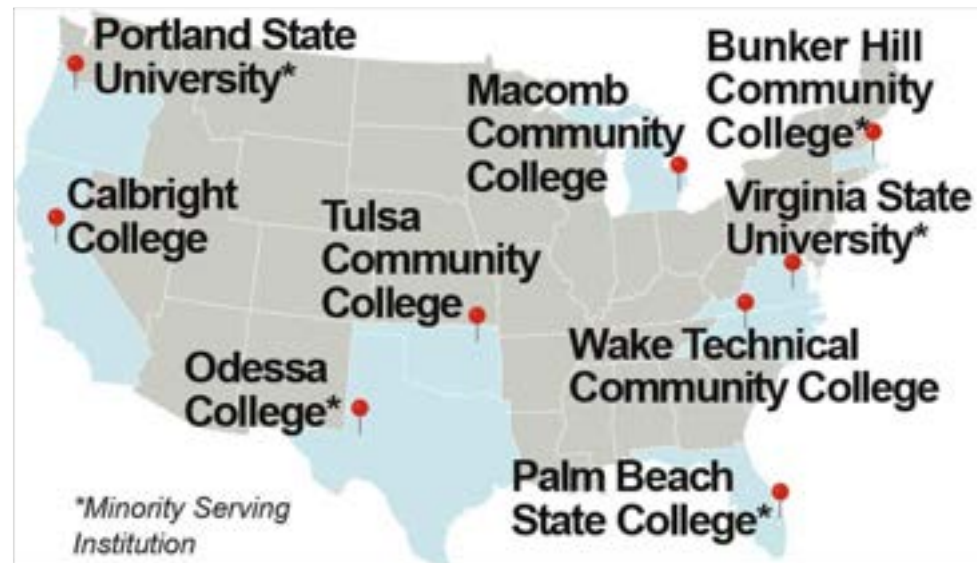 Portland State
University*
Bunker Hill
Community
College*
Macomb
Community
College
Calbright
College
Tulsa
Community
College
Virginia State
University*
Odessa
College*
Wake Technical
Community College
Palm Beach
State College*
*Minority Serving
Institution